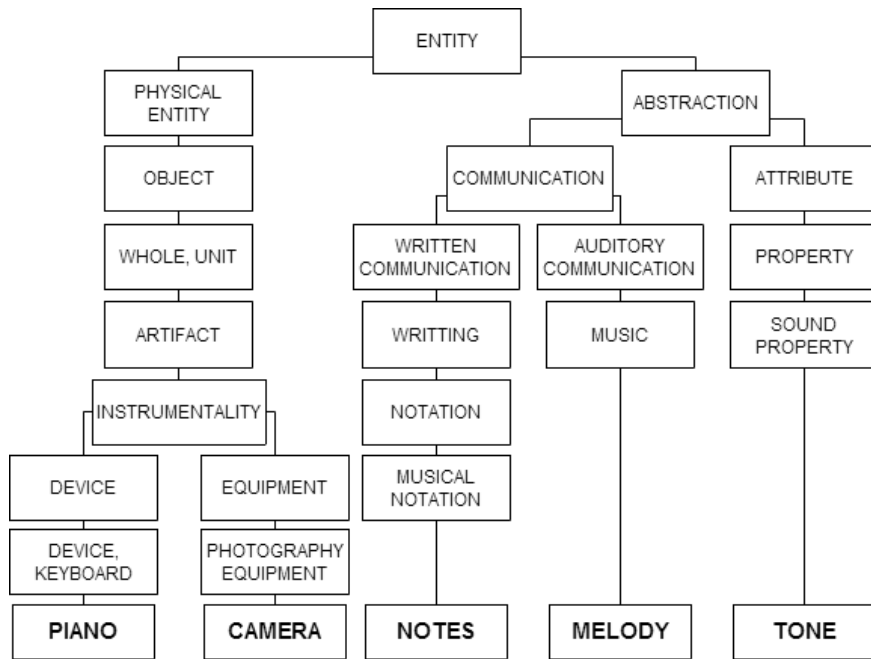 ENTITY
PHYSICAL
ENTITY
ABSTRACTION
OBJECT
COMMUNICATION
ATTRIBUTE
WHOLE, UNIT
WRITTEN
COMMUNICATION
AUDITORY
COMMUNICATION
PROPERTY
ARTIFACT
WRITTING
MUSIC
SOUND
PROPERTY
INSTRUMENTALITY
NOTATION
DEVICE
EQUIPMENT
MUSICAL
NOTATION
DEVICE,
KEYBOARD
PHOTOGRAPHY
EQUIPMENT
PIANO
CAMERA
NOTES
MELODY
TONE